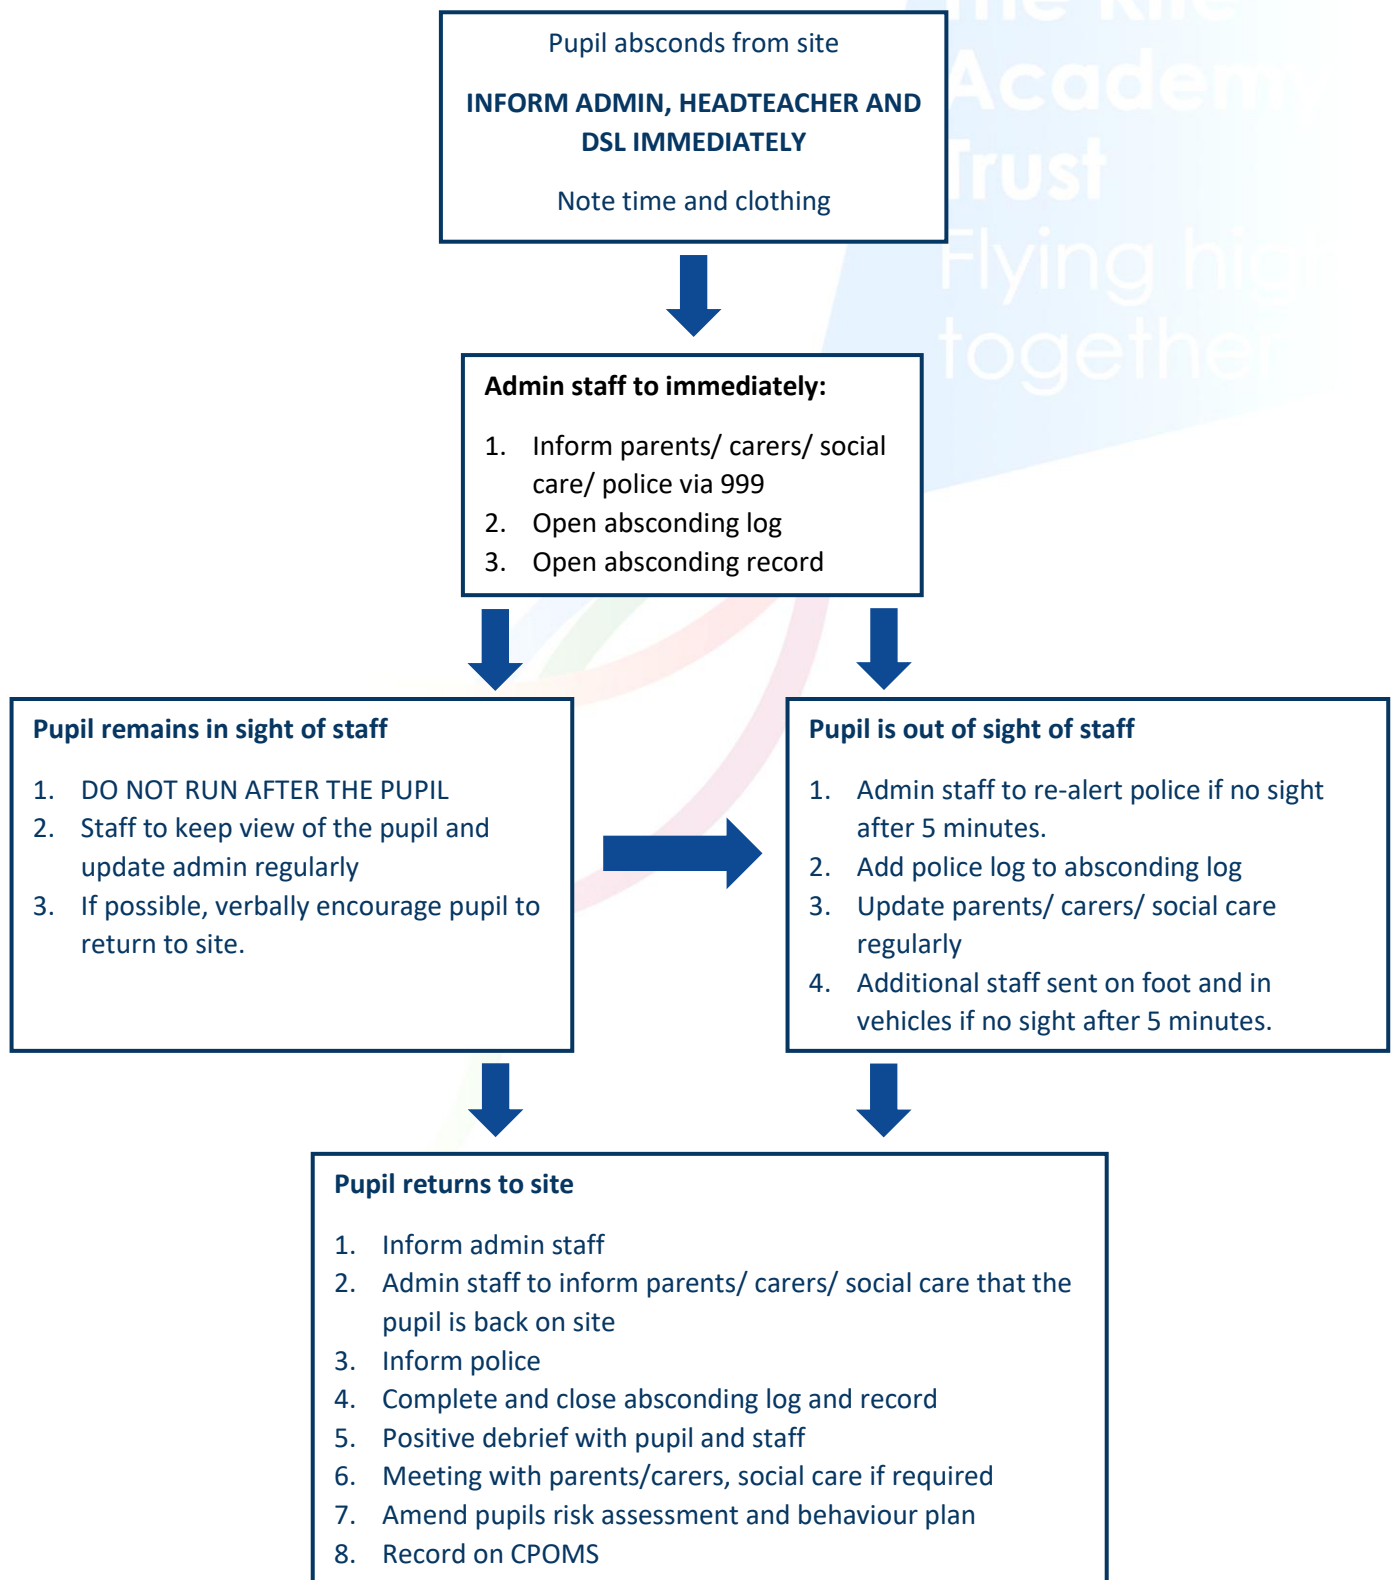 The Kite
Academy
Trust
Flying high
together
Pupil absconds from site
INFORM ADMIN, HEADTEACHER AND
DSL IMMEDIATELY
Note time and clothing
Admin staff to immediately:
1. Inform parents/ carers/ social
care/ police via 999
2. Open absconding log
3. Open absconding record
Pupil remains in sight of staff
1. DO NOT RUN AFTER THE PUPIL
2. Staff to keep view of the pupil and
update admin regularly
3. If possible, verbally encourage pupil to
return to site.
Pupil is out of sight of staff
1. Admin staff to re-alert police if no sight
after 5 minutes.
2. Add police log to absconding log
3. Update parents/ carers/ social care
regularly
4. Additional staff sent on foot and in
vehicles if no sight after 5 minutes.
Pupil returns to site
1. Inform admin staff
2. Admin staff to inform parents/ carers/ social care that the
pupil is back on site
3. Inform police
4. Complete and close absconding log and record
5. Positive debrief with pupil and staff
6. Meeting with parents/carers, social care if required
7. Amend pupils risk assessment and behaviour plan
8. Record on CPOMS